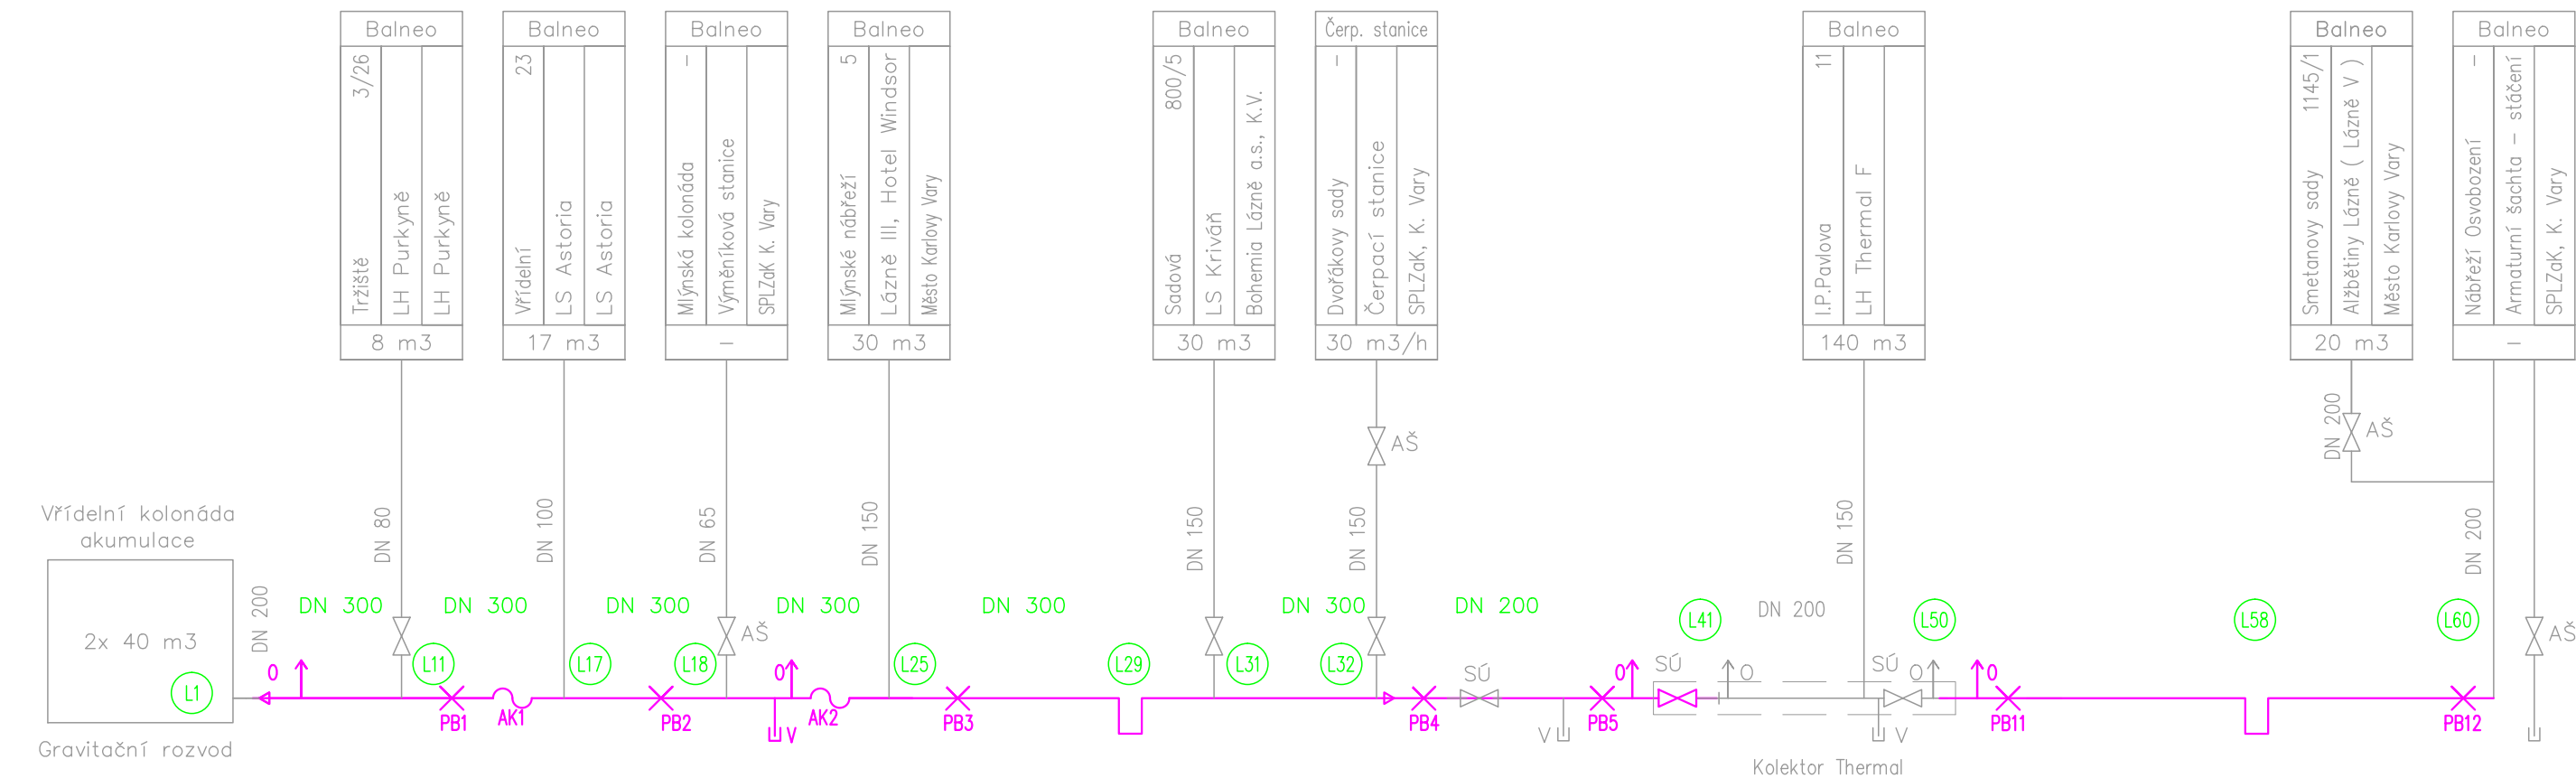 Balneo
Tržiště 3/26
LH Purkyně
LH Purkyně
8 m3
Balneo
Vřídelní 23
LS Astoria
LS Astoria
17 m3
Balneo
Mlýnská kolonáda -
Výměníková stanice
SPLZaK K. Vary
-
Balneo
Mlýnské nábřeží 5
Lázně III, Hotel Windsor
Město Karlovy Vary
30 m3
Balneo
Sadová 800/5
LS Kriváň
Bohemia Lázně a.s., K.V.
30 m3
Čerp. stanice
Dvořákovy sady -
Čerpací stanice
SPLZaK, K. Vary
30 m3/h
Balneo
I.P.Pavlova 11
LH Thermal F
140 m3
Balneo
Smetanovy sady 1145/1
Alžbětiny Lázně ( Lázně V )
Město Karlovy Vary
20 m3
Balneo
Nábřeží Osvobození -
Armaturní šachta - stáčení
SPLZaK, K. Vary
-
DN 200
AŠ
AŠ
DN 80
DN 100
DN 65
DN 150
DN 150
DN 150
DN 150
DN 200
Vřídelní kolonáda
akumulace
2x 40 m3
L1
Gravitační rozvod
DN 200
DN 300
DN 300
DN 300
DN 300
DN 300
DN 300
DN 200
DN 200
AŠ
AŠ
L11
L17
L18
L25
L29
L31
L32
L41
L50
L58
L60
O
O
SÚ
O
SÚ
O
SÚ
O
O
PB1
AK1
PB2
V
AK2
PB3
PB4
V
PB5
V
PB11
PB12
Kolektor Thermal